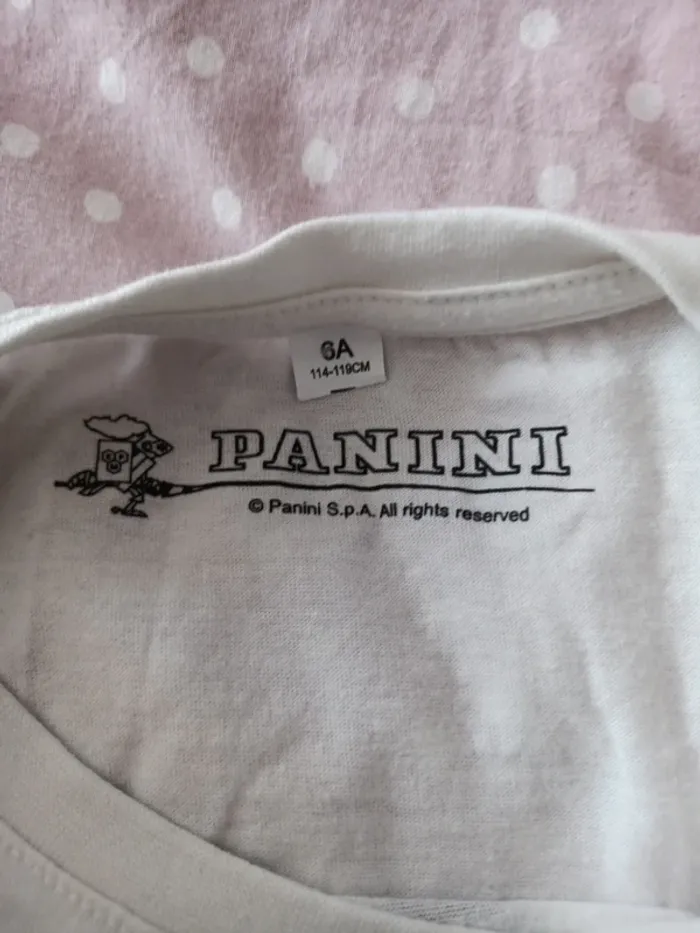 6A
114-119CM
PANINI
© Panini S.p.A. All rights reserved